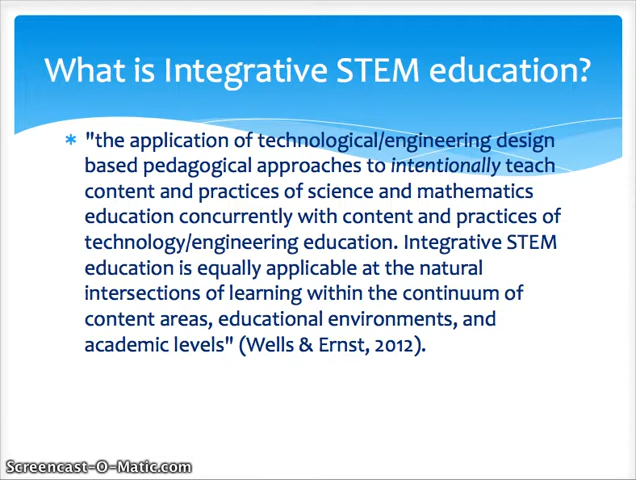 What is Integrative STEM education?
* "the application of technological/engineering design
based pedagogical approaches to intentionally teach
content and practices of science and mathematics
education concurrently with content and practices of
technology/engineering education. Integrative STEM
education is equally applicable at the natural
intersections of learning within the continuum of
content areas, educational environments, and
academic levels" (Wells & Ernst, 2012).
Screencast-O-Matic.com